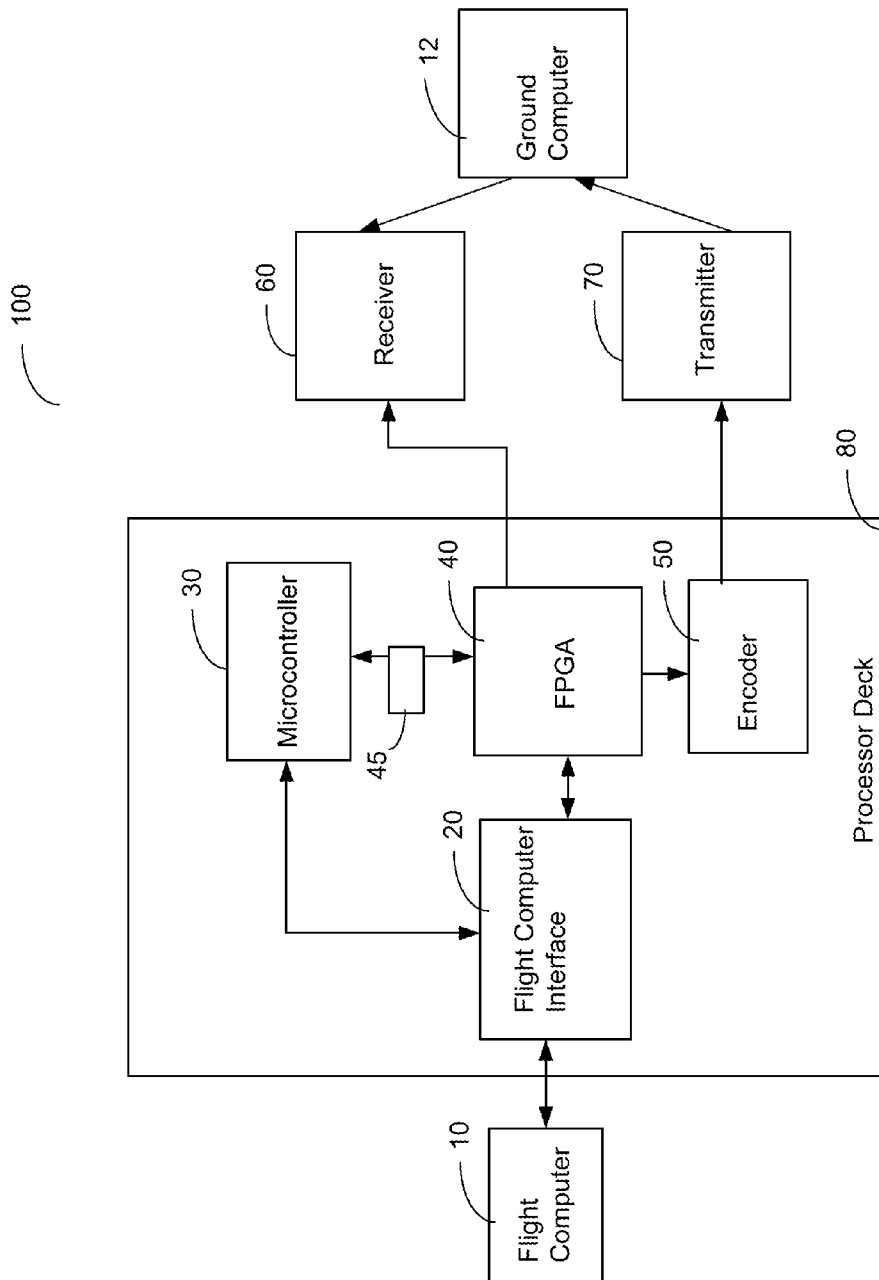 100
10
Flight
Computer
20
Flight Computer
Interface
30
Microcontroller
45
40
FPGA
50
Encoder
Processor Deck
80
60
Receiver
70
Transmitter
12
Ground
Computer